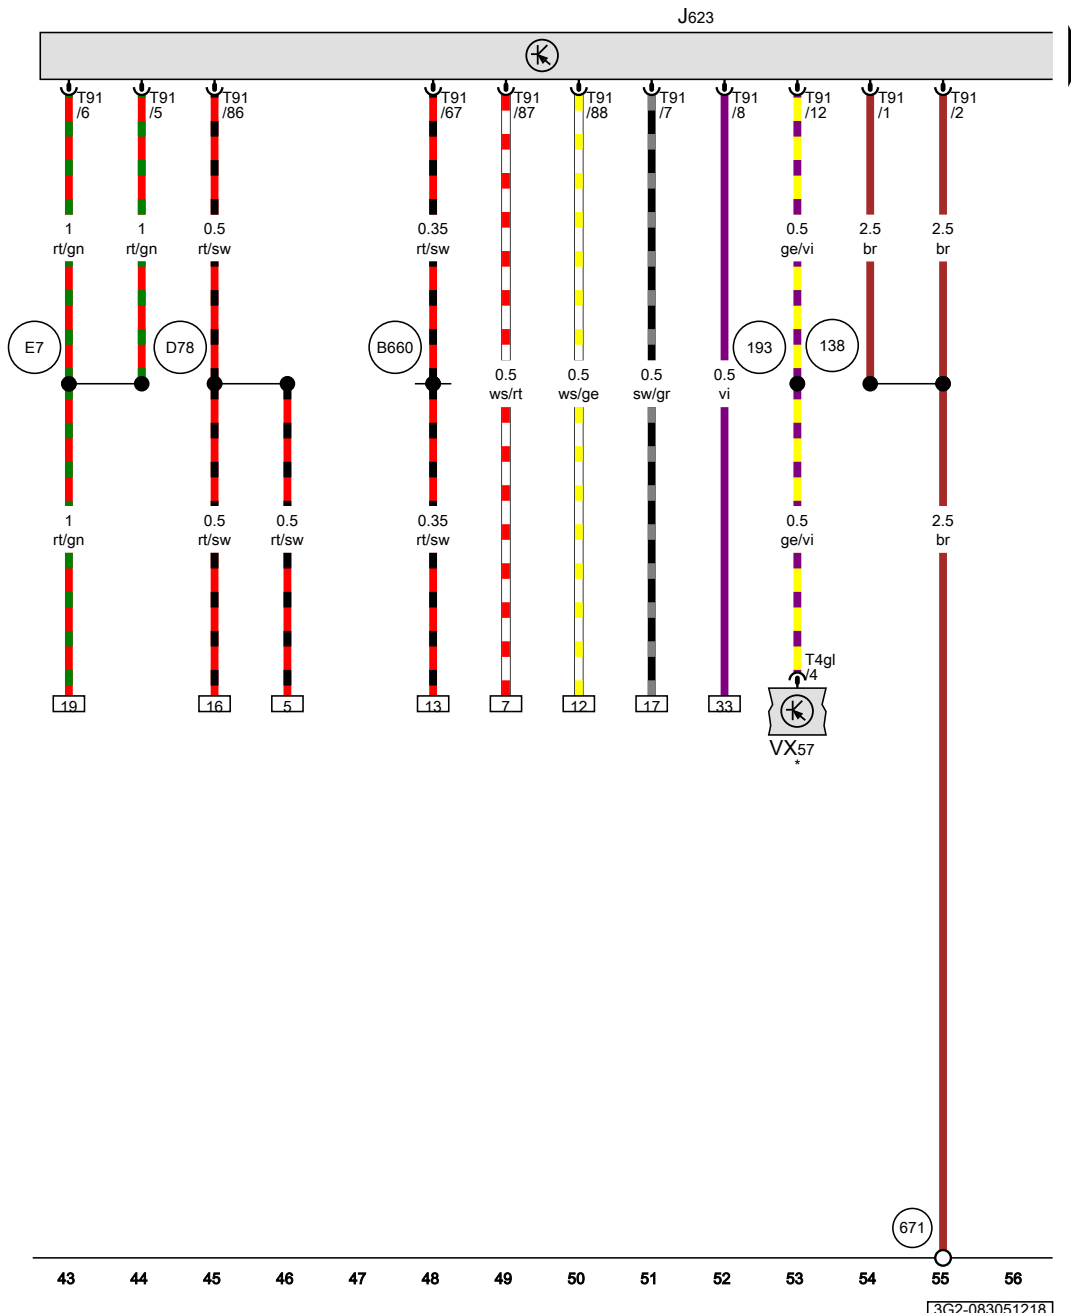 J623
T91 T91 T91 T91 T91 T91 T91 T91 T91 T91 T91
/6 /5 /86 /67 /87 /88 /7 /8 /12 /1 /2
1 1 0.5 0.35 0.5 2.5 2.5
rt/gn rt/gn rt/sw rt/sw ge/vi br br
E7 D78 B660 193 138
0.5 0.5 0.5 0.5
ws/rt ws/ge sw/gr vi
1 0.5 0.5 0.35 0.5 2.5
rt/gn rt/sw rt/sw rt/sw ge/vi br
T4gl
/4
19 16 5 13 7 12 17 33
VX57
*
671
43 44 45 46 47 48 49 50 51 52 53 54 55 56
3G2-083051218